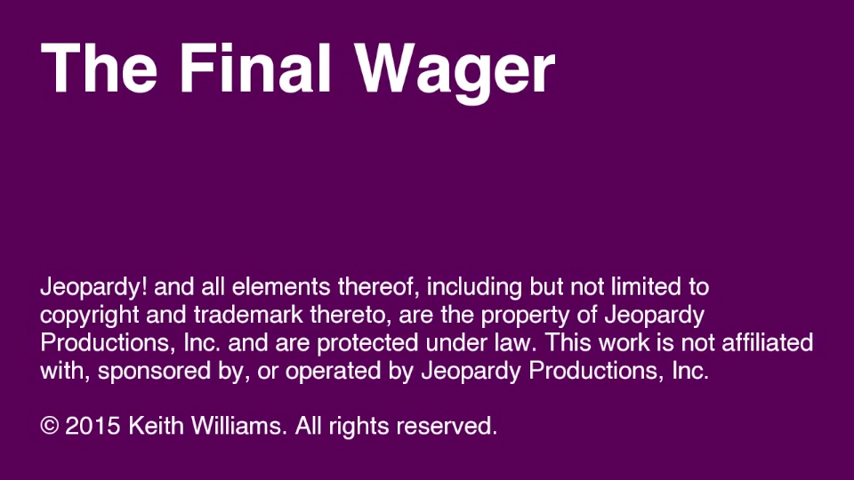 The Final Wager
Jeopardy! and all elements thereof, including but not limited to
copyright and trademark thereto, are the property of Jeopardy
Productions, Inc. and are protected under law. This work is not affiliated
with, sponsored by, or operated by Jeopardy Productions, Inc.
© 2015 Keith Williams. All rights reserved.